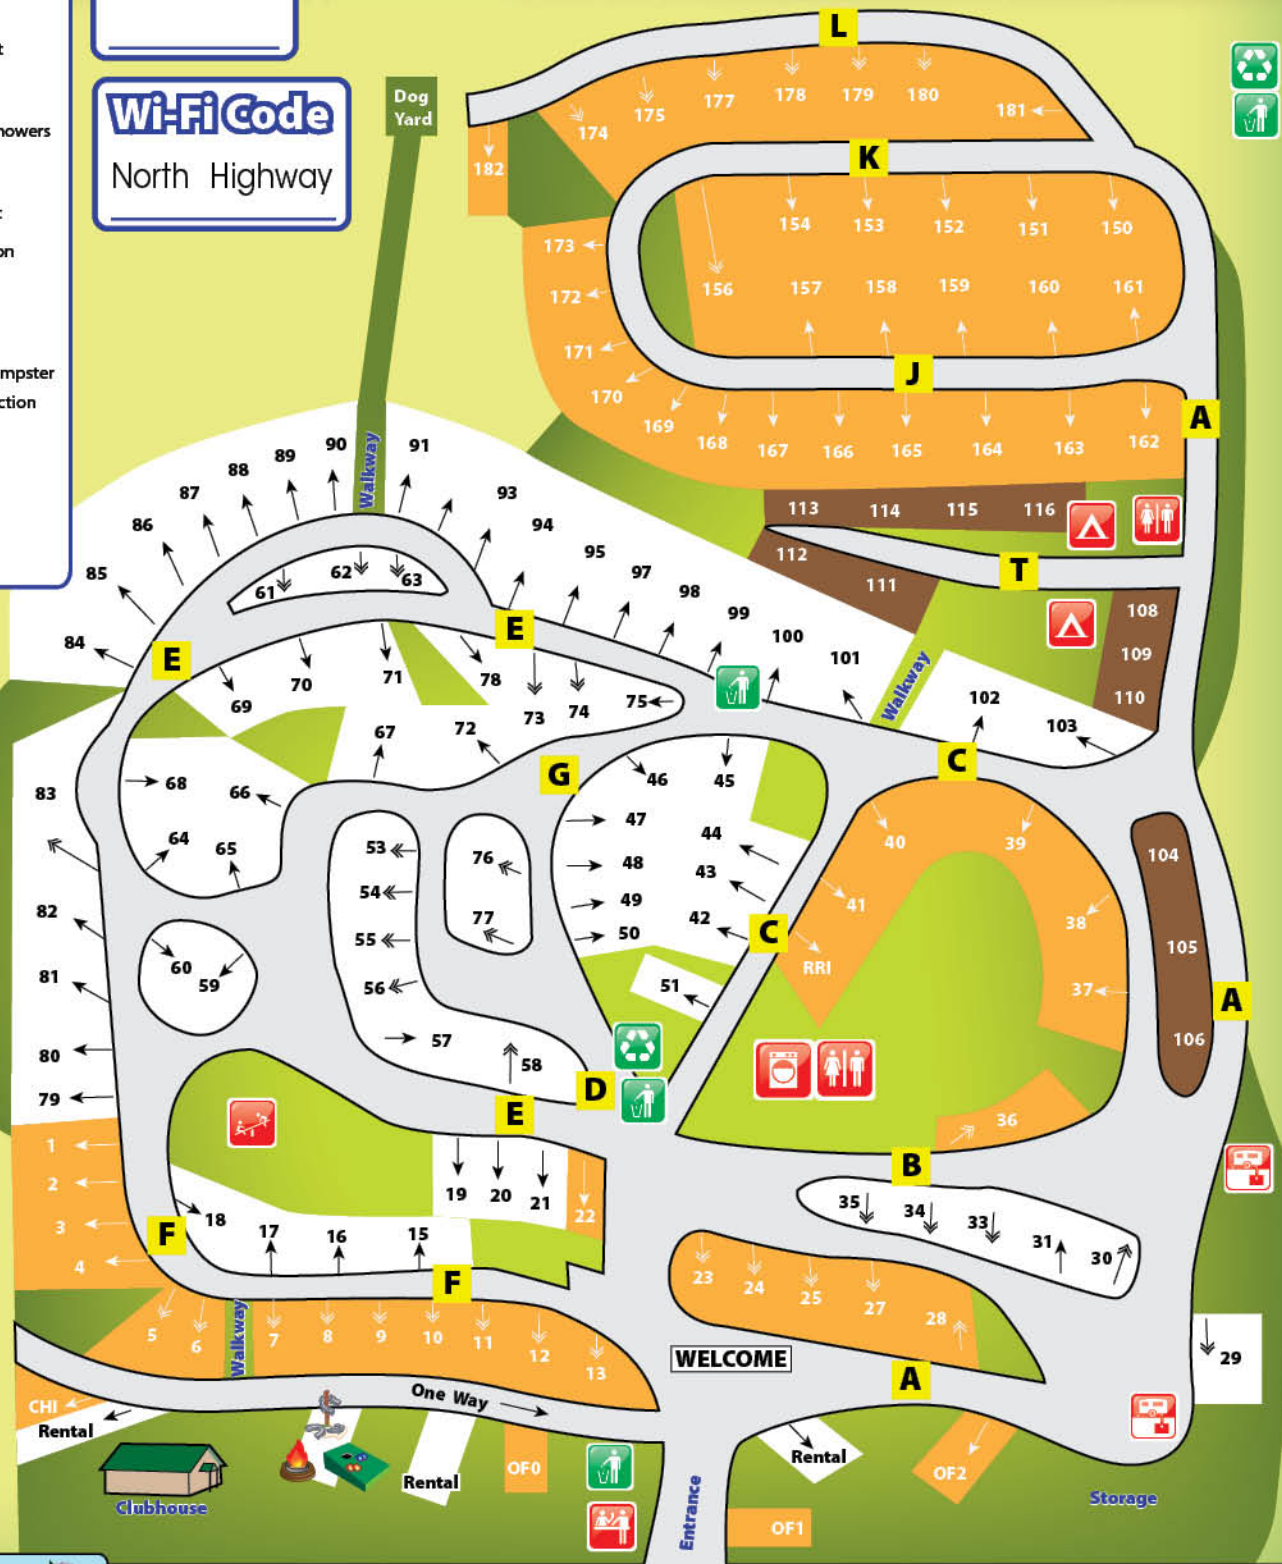 t
howers
t
on
mpster
ction
Wi-Fi Code
North Highway
Dog
Yard
L
177 178 179 180
175
174
181
182
K
154 153 152 151 150
173
156 157 158 159 160 161
172
171
J
170
169
168 167 166 165 164 163 162
A
90 91
89
88
87
Walkway
93
86
94
113 114 115 116
112
111
T
95
85
97
98
99
100
101
108
109
110
61 62 63
E
84
E
71
78
70
69
73 74 75
67 72
Walkway
102
103
C
G
46 45
68 66
83
47
44
40 39
64 65
53
76
48
43
104
54
49
42
41
38
82
77
50
C
55
60
59
RRI
105
81
56
51
37
A
57
58
106
80
79
D
E
36
1
B
2
19 20 21 22
35 34 33 31 30
3
18
17 16 15
F
4
F
23 24 25 27 28
5 6
Walkway
7 8 9 10 11 12 13
WELCOME
29
A
CHI
One Way
Rental
Rental
Rental
OF0
OF2
Clubhouse
Entrance
Storage
OF1